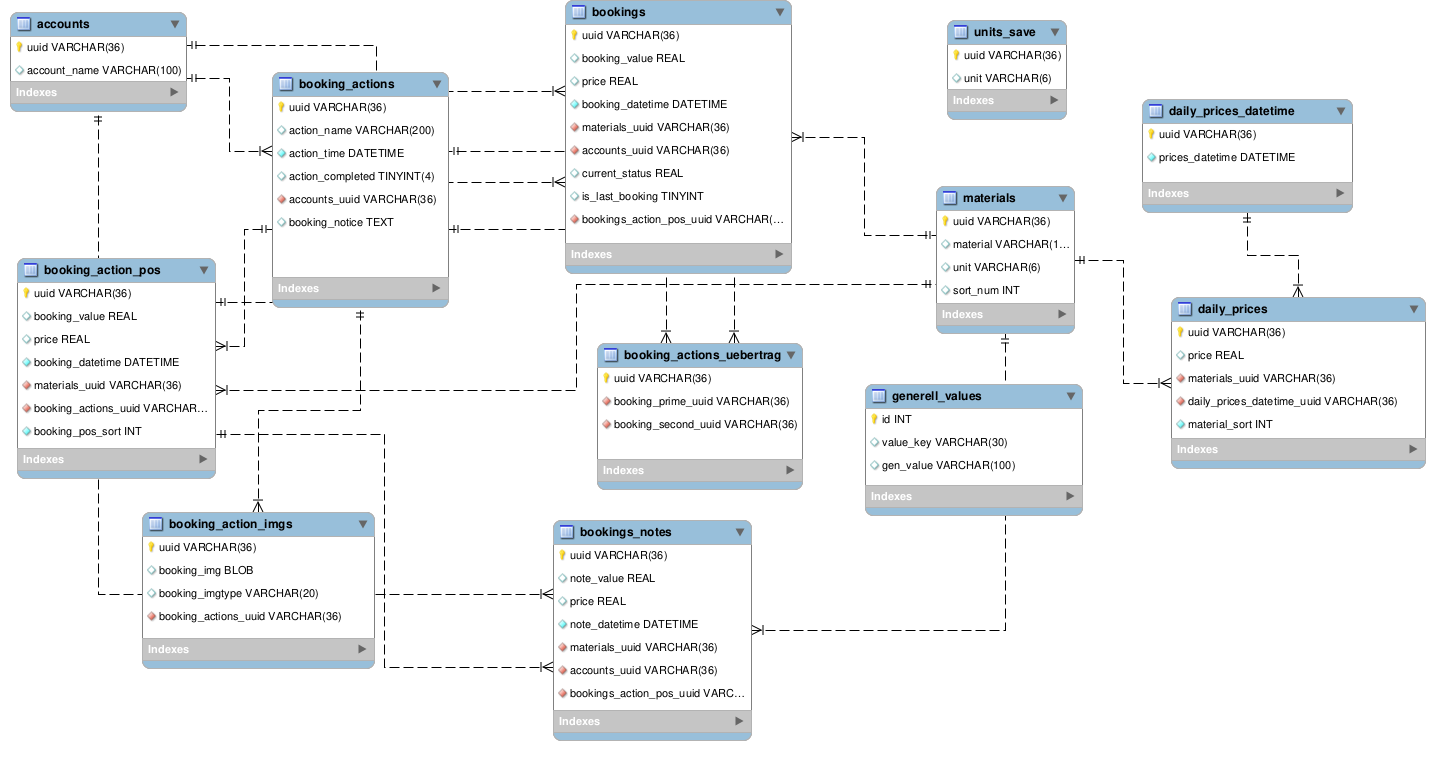 accounts
uuid VARCHAR(36)
account_name VARCHAR(100)
Indexes
booking_actions
uuid VARCHAR(36)
action_name VARCHAR(200)
action_time DATETIME
action_completed TINYINT(4)
accounts_uuid VARCHAR(36)
booking_notice TEXT
Indexes
bookings
uuid VARCHAR(36)
booking_value REAL
price REAL
booking_datetime DATETIME
materials_uuid VARCHAR(36)
accounts_uuid VARCHAR(36)
current_status REAL
is_last_booking TINYINT
bookings_action_pos_uuid VARCHAR(...
Indexes
units_save
uuid VARCHAR(36)
unit VARCHAR(6)
Indexes
daily_prices_datetime
uuid VARCHAR(36)
prices_datetime DATETIME
Indexes
materials
uuid VARCHAR(36)
material VARCHAR(1...
unit VARCHAR(6)
sort_num INT
Indexes
booking_action_pos
uuid VARCHAR(36)
booking_value REAL
price REAL
booking_datetime DATETIME
materials_uuid VARCHAR(36)
booking_actions_uuid VARCHAR...
booking_pos_sort INT
Indexes
booking_actions_uebertrag
uuid VARCHAR(36)
booking_prime_uuid VARCHAR(36)
booking_second_uuid VARCHAR(36)
Indexes
generell_values
id INT
value_key VARCHAR(30)
gen_value VARCHAR(100)
Indexes
daily_prices
uuid VARCHAR(36)
price REAL
materials_uuid VARCHAR(36)
daily_prices_datetime_uuid VARCHAR(36)
material_sort INT
Indexes
booking_action_imgs
uuid VARCHAR(36)
booking_img BLOB
booking_imgtype VARCHAR(20)
booking_actions_uuid VARCHAR(36)
Indexes
bookings_notes
uuid VARCHAR(36)
note_value REAL
price REAL
note_datetime DATETIME
materials_uuid VARCHAR(36)
accounts_uuid VARCHAR(36)
bookings_action_pos_uuid VARC...
Indexes